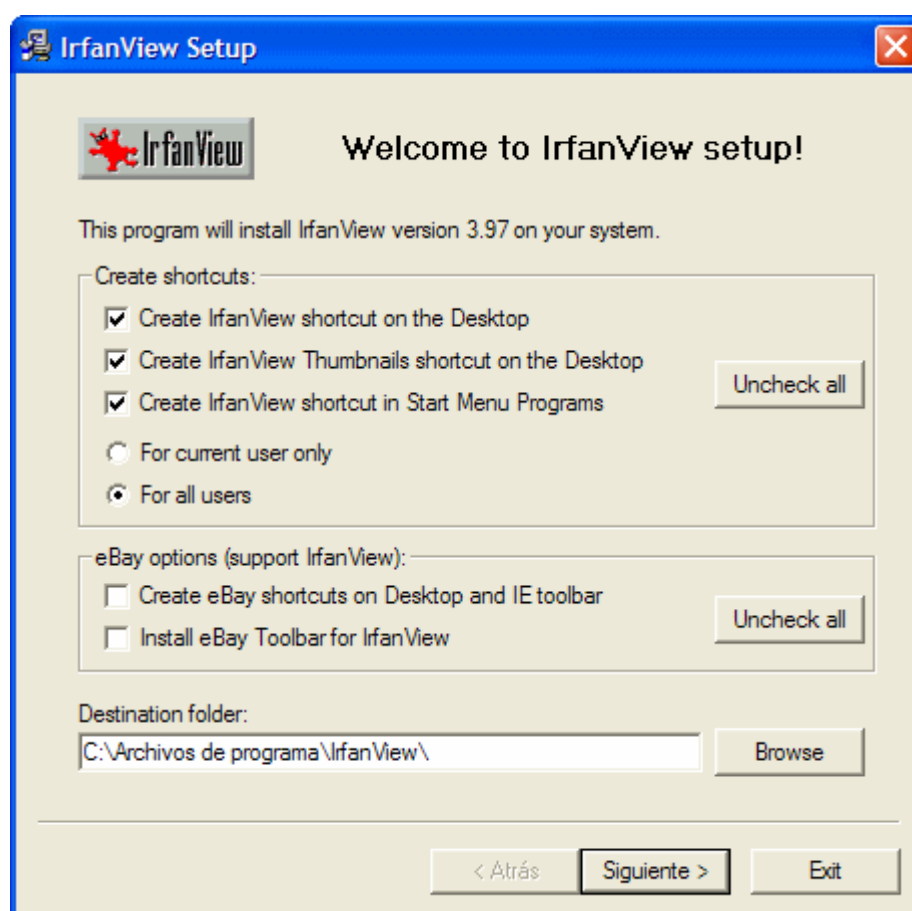 IrfanView Setup
IrfanView
Welcome to IrfanView setup!
This program will install IrfanView version 3.97 on your system.
Create shortcuts:
Create IrfanView shortcut on the Desktop
Create IrfanView Thumbnails shortcut on the Desktop
Create IrfanView shortcut in Start Menu Programs
Uncheck all
For current user only
For all users
eBay options (support IrfanView):
Create eBay shortcuts on Desktop and IE toolbar
Install eBay Toolbar for IrfanView
Uncheck all
Destination folder:
C:\Archivos de programa\IrfanView\
Browse
< Atrás
Siguiente >
Exit